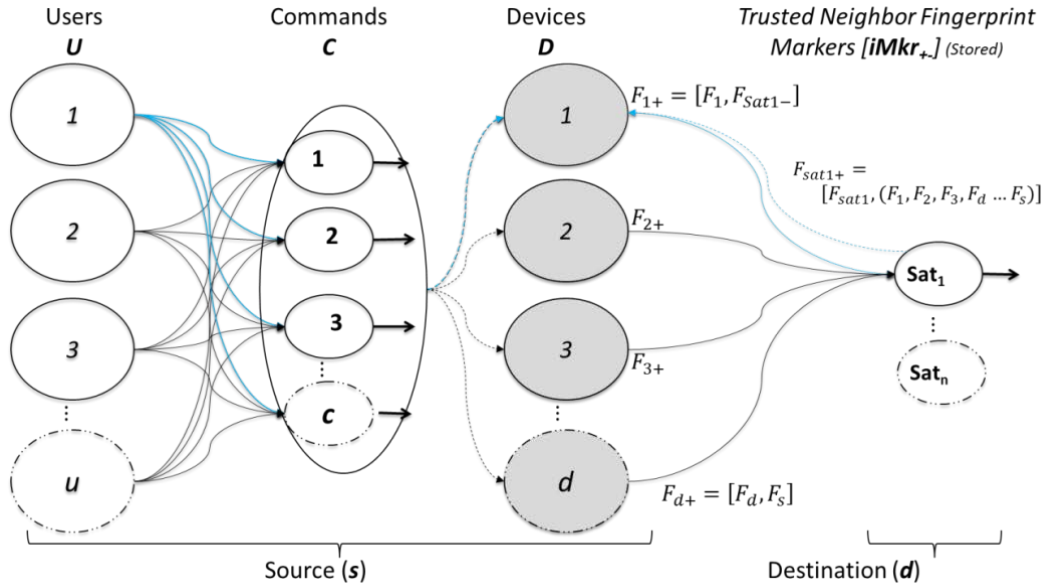 Users
U
Commands
C
Devices
D
Trusted Neighbor Fingerprint
Markers [iMkr+-] (Stored)
1
2
3
⋮
u
1
2
3
⋮
c
1
2
3
⋮
d
F1+ = [F1, FSat1−]
F2+
F3+
Fd+ = [Fd, Fs]
Fsat1+ =
[Fsat1, (F1, F2, F3, Fd … Fs)]
Sat1
⋮
Satn
Source (s)
Destination (d)